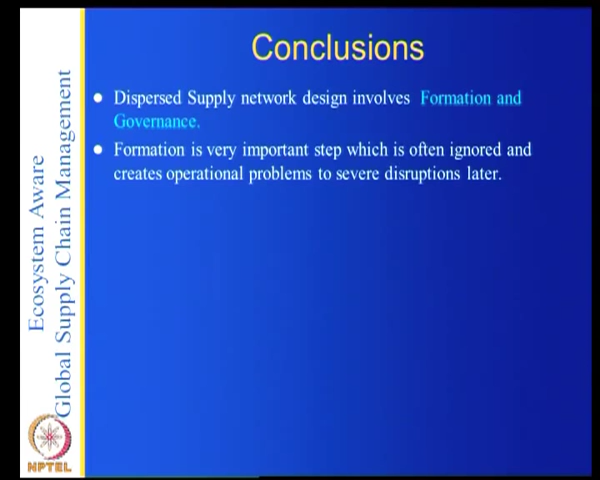 Conclusions
Dispersed Supply network design involves Formation and
Governance.
Formation is very important step which is often ignored and
creates operational problems to severe disruptions later.
Ecosystem Aware
Global Supply Chain Management
NPTEL